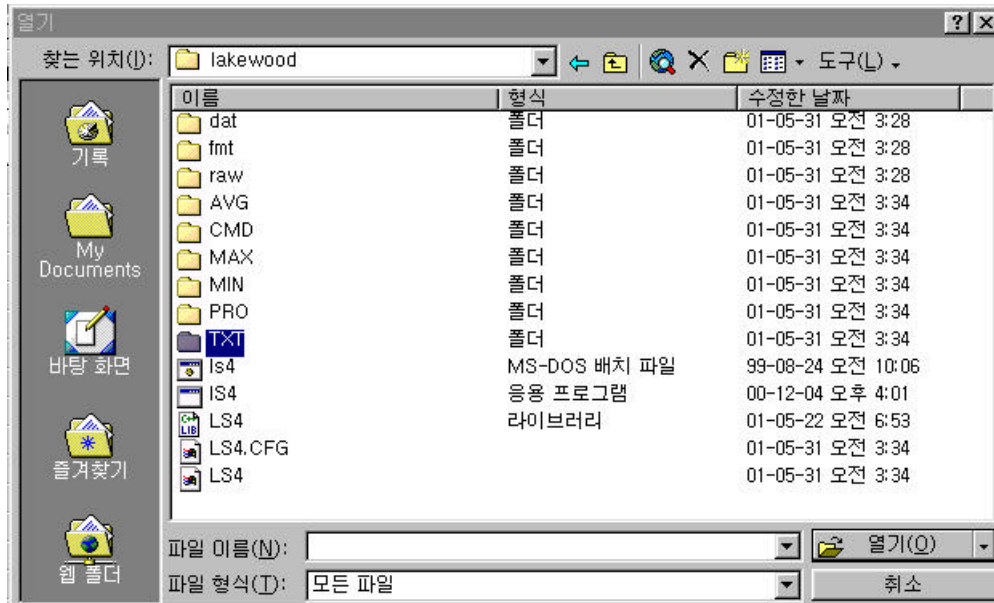 열기
찾는 위치(I): lakewood 도구(L)
이름 형식 수정한 날짜
dat 폴더 01-05-31 오전 3:28
fmt 폴더 01-05-31 오전 3:28
raw 폴더 01-05-31 오전 3:28
AVG 폴더 01-05-31 오전 3:34
CMD 폴더 01-05-31 오전 3:34
MAX 폴더 01-05-31 오전 3:34
MIN 폴더 01-05-31 오전 3:34
PRO 폴더 01-05-31 오전 3:34
TXT 폴더 01-05-31 오전 3:34
ls4 MS-DOS 배치 파일 99-08-24 오전 10:06
IS4 응용 프로그램 00-12-04 오후 4:01
LS4 라이브러리 01-05-22 오전 6:53
LS4.CFG 01-05-31 오전 3:34
LS4 01-05-31 오전 3:34
기록
My
Documents
바탕 화면
즐겨찾기
웹 폴더
파일 이름(N): 열기(O)
파일 형식(T): 모든 파일 취소